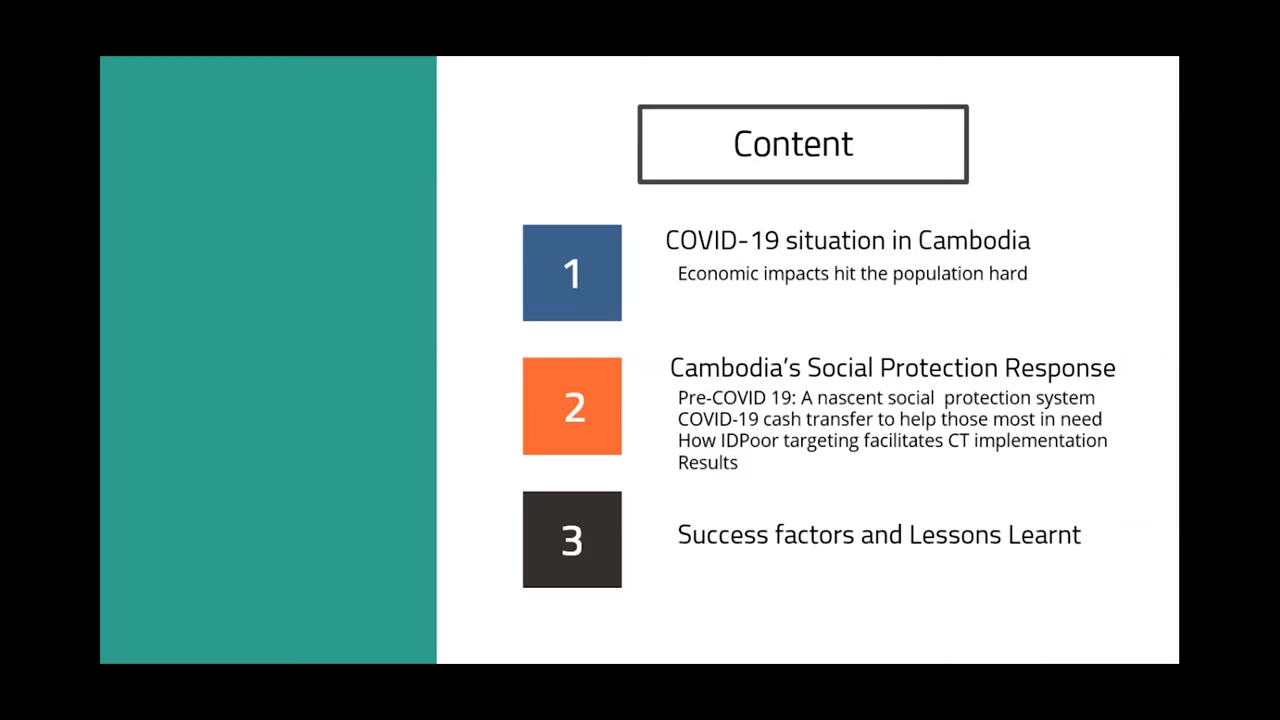 Content
1
COVID-19 situation in Cambodia
Economic impacts hit the population hard
2
Cambodia's Social Protection Response
Pre-COVID 19: A nascent social  protection system
COVID-19 cash transfer to help those most in need
How IDPoor targeting facilitates CT implementation
Results
3
Success factors and Lessons Learnt